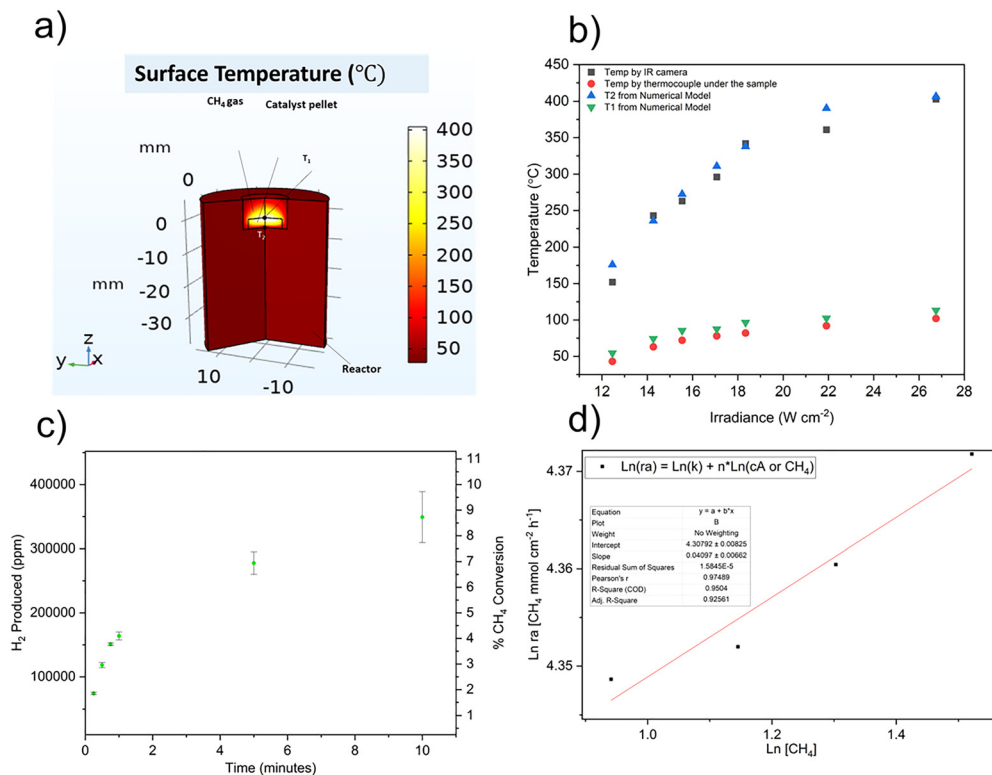 a)
Surface Temperature (℃)
CH₄ gas
Catalyst pellet
mm
0
T₁
T₂
0
-10
-20
-30
mm
10
-10
Reactor
z
y
x
400
350
300
250
200
150
100
50
b)
Temp by IR camera
Temp by thermocouple under the sample
T2 from Numerical Model
T1 from Numerical Model
450
400
350
300
250
200
150
100
50
Temperature (°C)
12 14 16 18 20 22 24 26 28
Irradiance (W cm⁻²)
c)
400000
300000
200000
100000
H₂ Produced (ppm)
11
10
9
8
7
6
5
4
3
2
1
% CH₄ Conversion
0 2 4 6 8 10
Time (minutes)
d)
Ln(ra) = Ln(k) + n*Ln(cA or CH₄)
Equation y = a + b*x
Plot B
Weight No Weighting
Intercept 4.30792 ± 0.00825
Slope 0.04097 ± 0.00662
Residual Sum of Squares 1.5845E-5
Pearson's r 0.97489
R-Square (COD) 0.9504
Adj. R-Square 0.92561
4.37
4.36
4.35
Ln ra [CH₄ mmol cm⁻² h⁻¹]
1.0 1.2 1.4
Ln [CH₄]